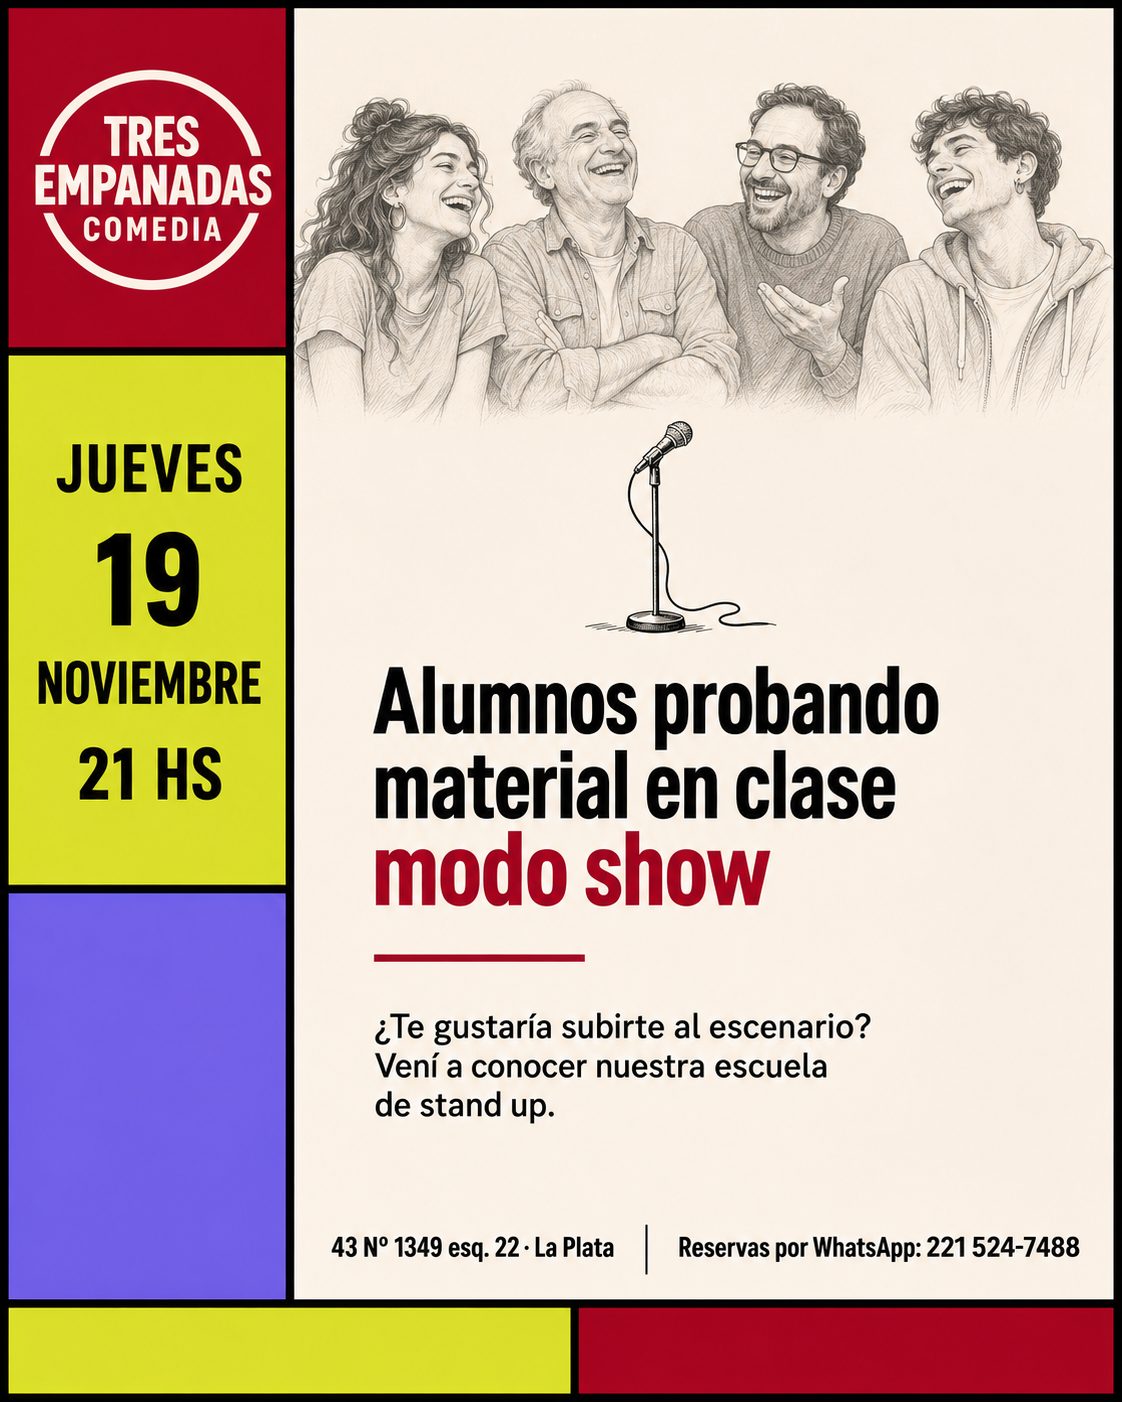 TRES
EMPANADAS
COMEDIA
JUEVES
19
NOVIEMBRE
21 HS
Alumnos probando
material en clase
modo show
¿Te gustaría subirte al escenario?
Vení a conocer nuestra escuela
de stand up.
43 Nº 1349 esq. 22 · La Plata
Reservas por WhatsApp: 221 524-7488